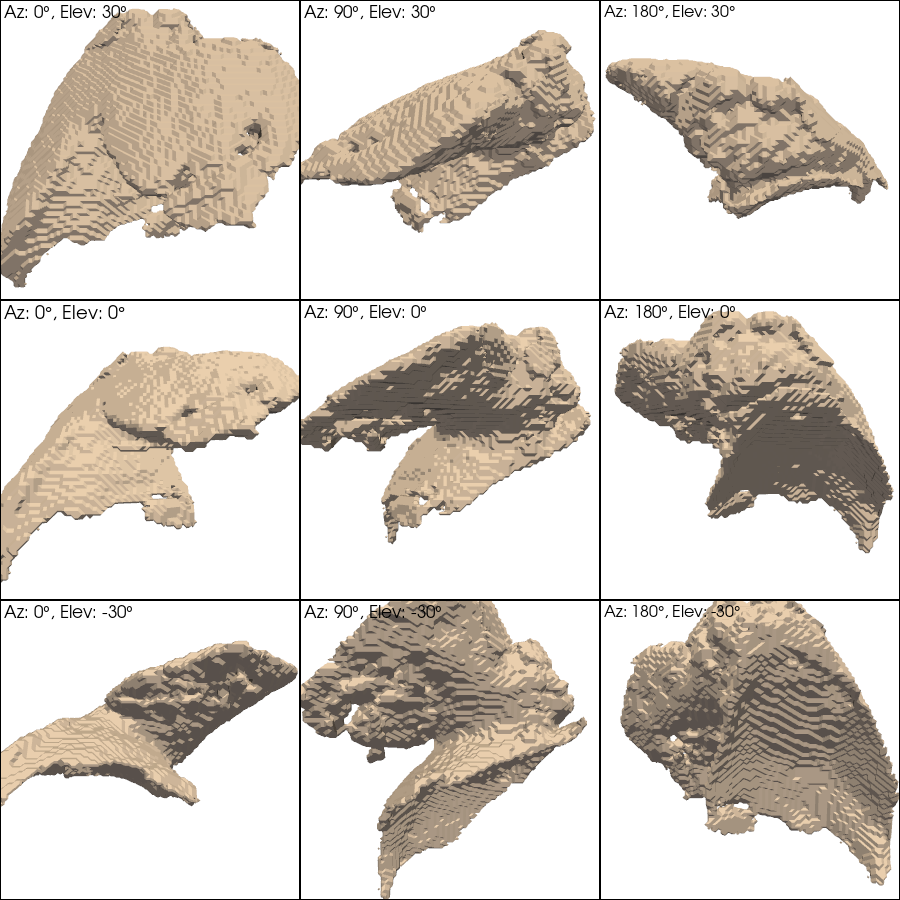 Az: 0°, Elev: 30°
Az: 90°, Elev: 30°
Az: 180°, Elev: 30°
Az: 0°, Elev: 0°
Az: 90°, Elev: 0°
Az: 180°, Elev: 0°
Az: 0°, Elev: -30°
Az: 90°, Elev: -30°
Az: 180°, Elev: -30°